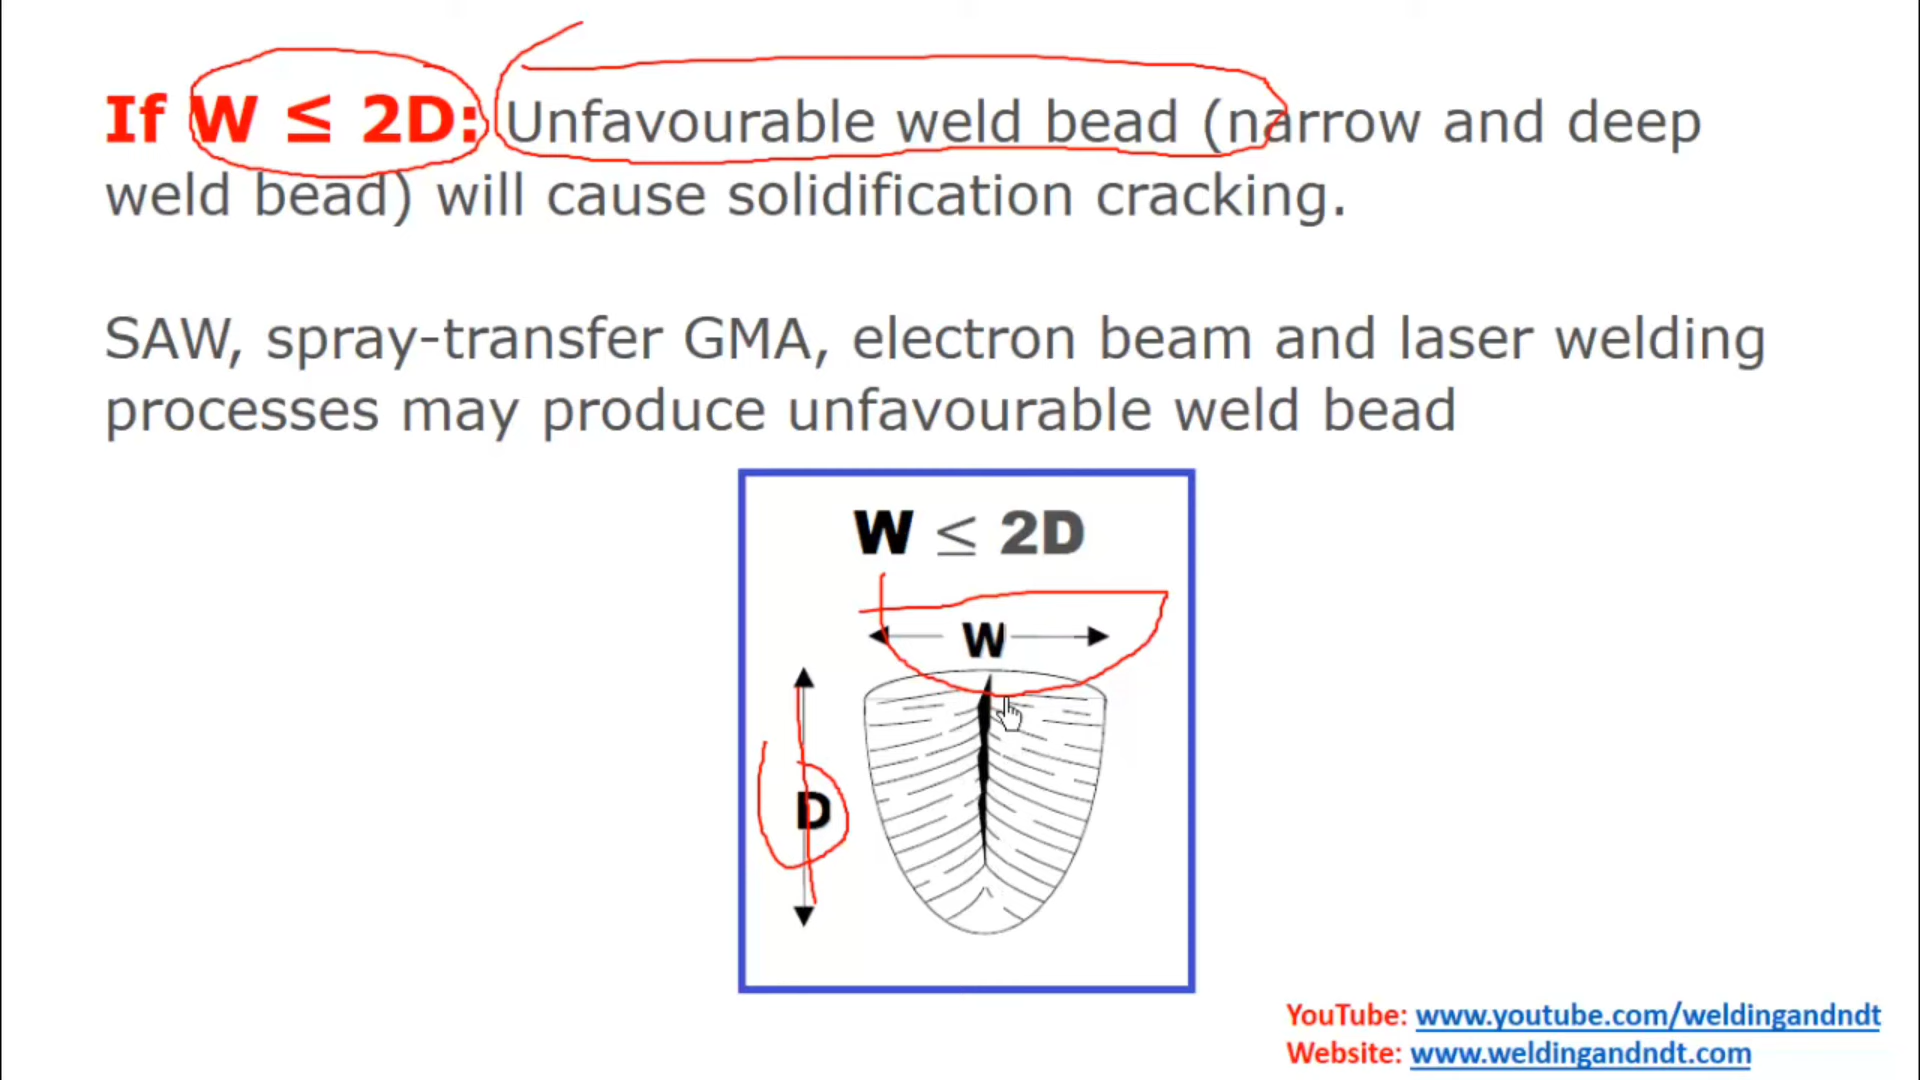 If W ≤ 2D: Unfavourable weld bead (narrow and deep
weld bead) will cause solidification cracking.
SAW, spray-transfer GMA, electron beam and laser welding
processes may produce unfavourable weld bead
W ≤ 2D
W
D
YouTube: www.youtube.com/weldingandndt
Website: www.weldingandndt.com